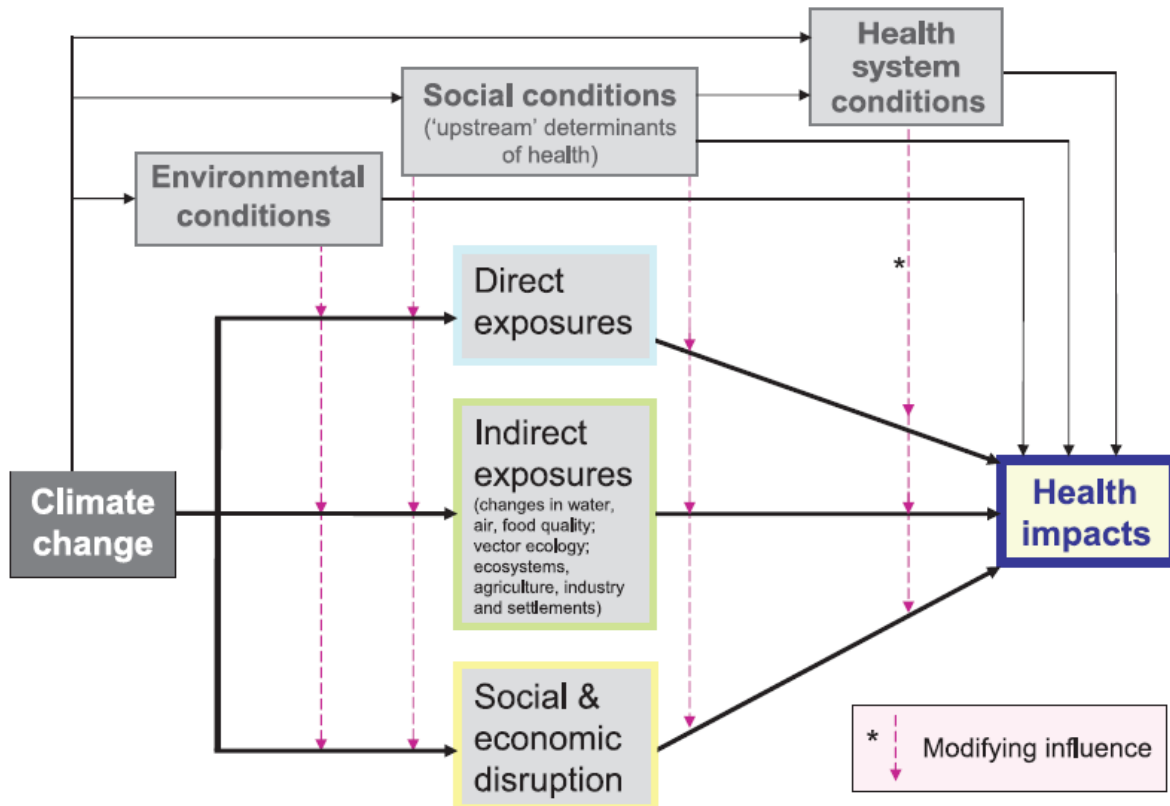 Health
system
conditions
Social conditions
('upstream' determinants
of health)
Environmental
conditions
*
Direct
exposures
Indirect
exposures
(changes in water,
air, food quality;
vector ecology;
ecosystems,
agriculture, industry
and settlements)
Climate
change
Health
impacts
Social &
economic
disruption
* Modifying influence